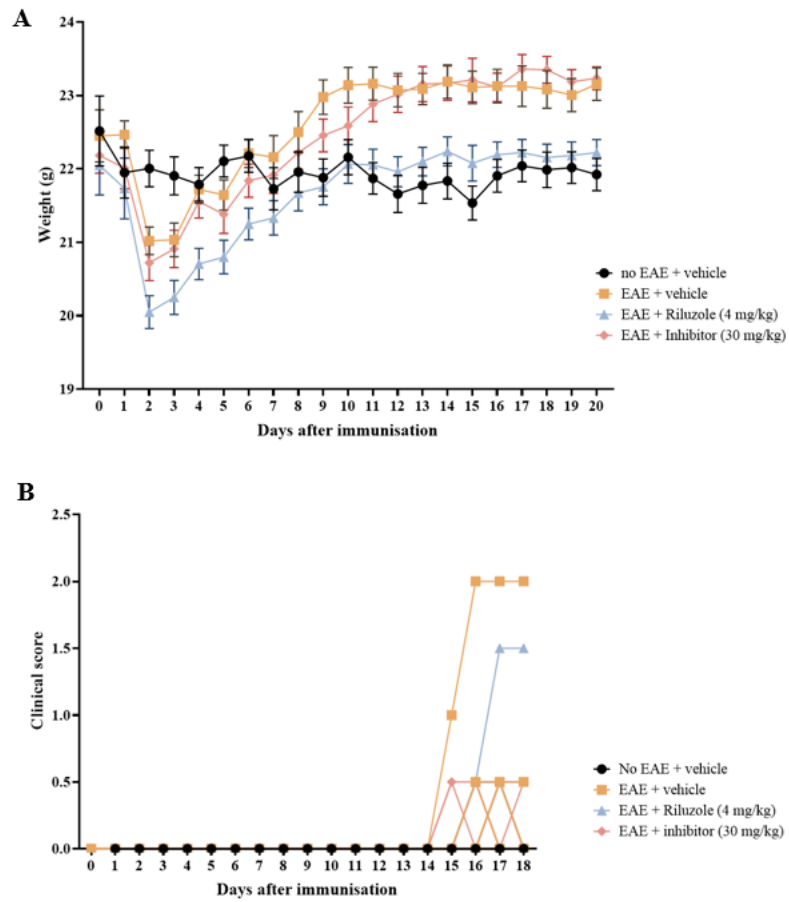 A
24
23
22
21
20
19
Weight (g)
0 1 2 3 4 5 6 7 8 9 10 11 12 13 14 15 16 17 18 19 20
Days after immunisation
no EAE + vehicle
EAE + vehicle
EAE + Riluzole (4 mg/kg)
EAE + Inhibitor (30 mg/kg)
B
2.5
2.0
1.5
1.0
0.5
0.0
Clinical score
0 1 2 3 4 5 6 7 8 9 10 11 12 13 14 15 16 17 18
Days after immunisation
No EAE + vehicle
EAE + vehicle
EAE + Riluzole (4 mg/kg)
EAE + inhibitor (30 mg/kg)